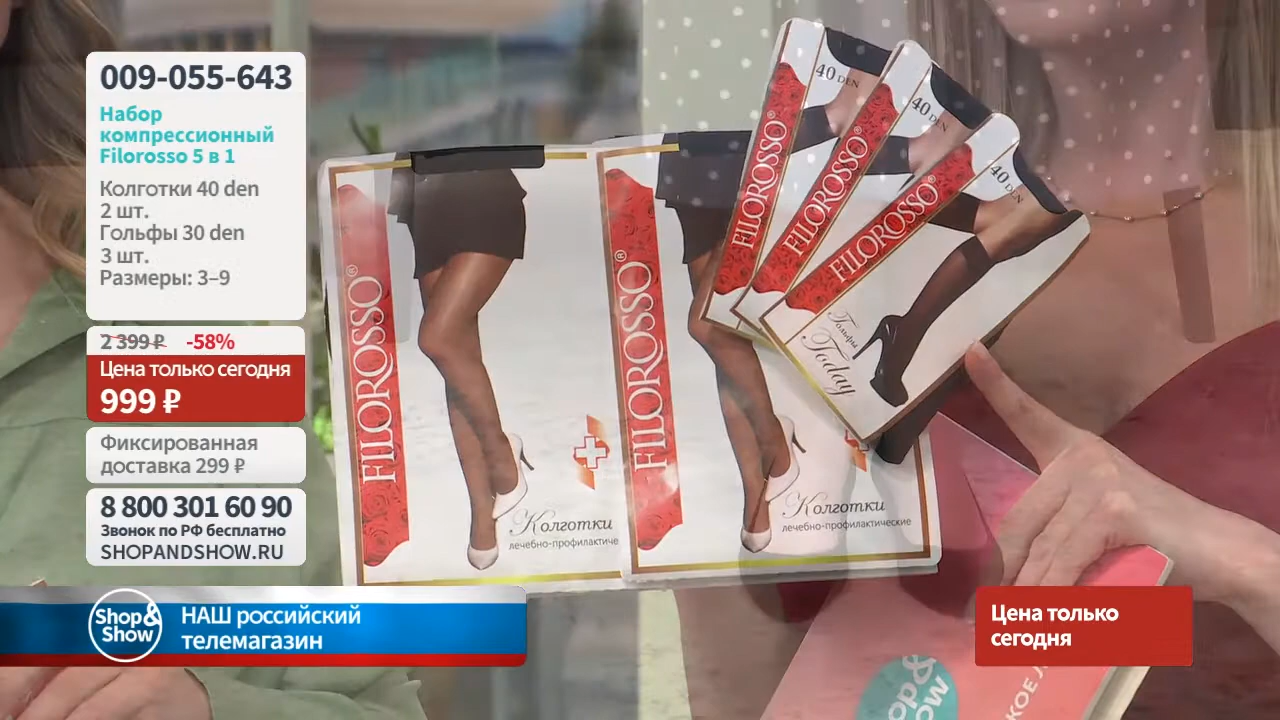 009-055-643
Набор
компрессионный
Filorosso 5 в 1
Колготки 40 den
2 шт.
Гольфы 30 den
3 шт.
Размеры: 3–9
2 399 ₽ -58%
Цена только сегодня
999 ₽
Фиксированная
доставка 299 ₽
8 800 301 60 90
Звонок по РФ бесплатно
SHOPANDSHOW.RU
Shop&
Show
НАШ российский
телемагазин
Цена только
сегодня
FILOROSSO®
Колготки
лечебно-профилактиче
FILOROSSO®
Колготки
лечебно-профилактические
40 DEN
FILOROSSO®
40 DEN
FILOROSSO®
40 DEN
FILOROSSO®
Гольфы
Today
op&
how
КОЕ Л